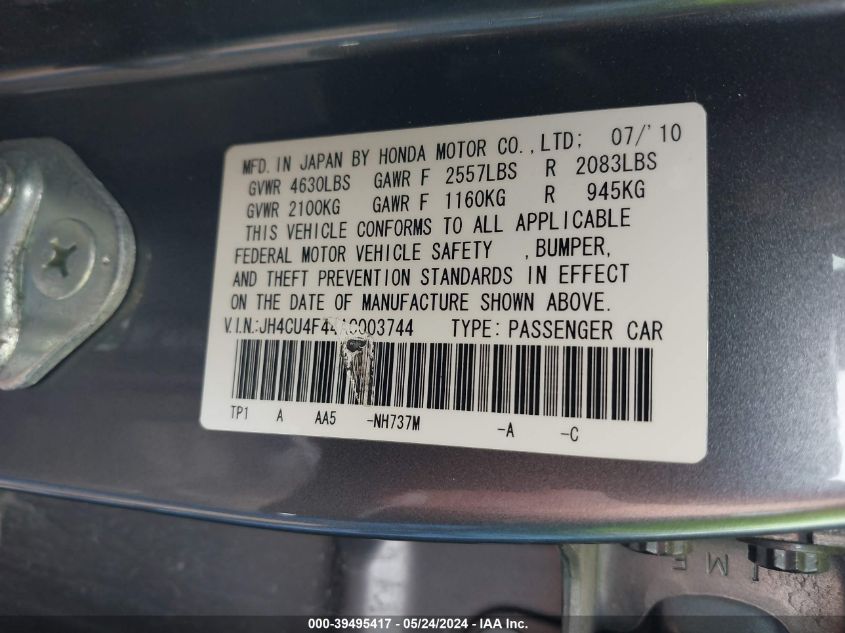 MFD. IN JAPAN BY HONDA MOTOR CO.,LTD; 07/'10
GVWR 4630LBS GAWR F 2557LBS R 2083LBS
GVWR 2100KG GAWR F 1160KG R 945KG
THIS VEHICLE CONFORMS TO ALL APPLICABLE
FEDERAL MOTOR VEHICLE SAFETY , BUMPER,
AND THEFT PREVENTION STANDARDS IN EFFECT
ON THE DATE OF MANUFACTURE SHOWN ABOVE.
V.I.N.: TYPE: PASSENGER CAR
TP1 A AA5 -NH737M -A -C
I M E
000-39495417 - 05/24/2024 - IAA Inc.